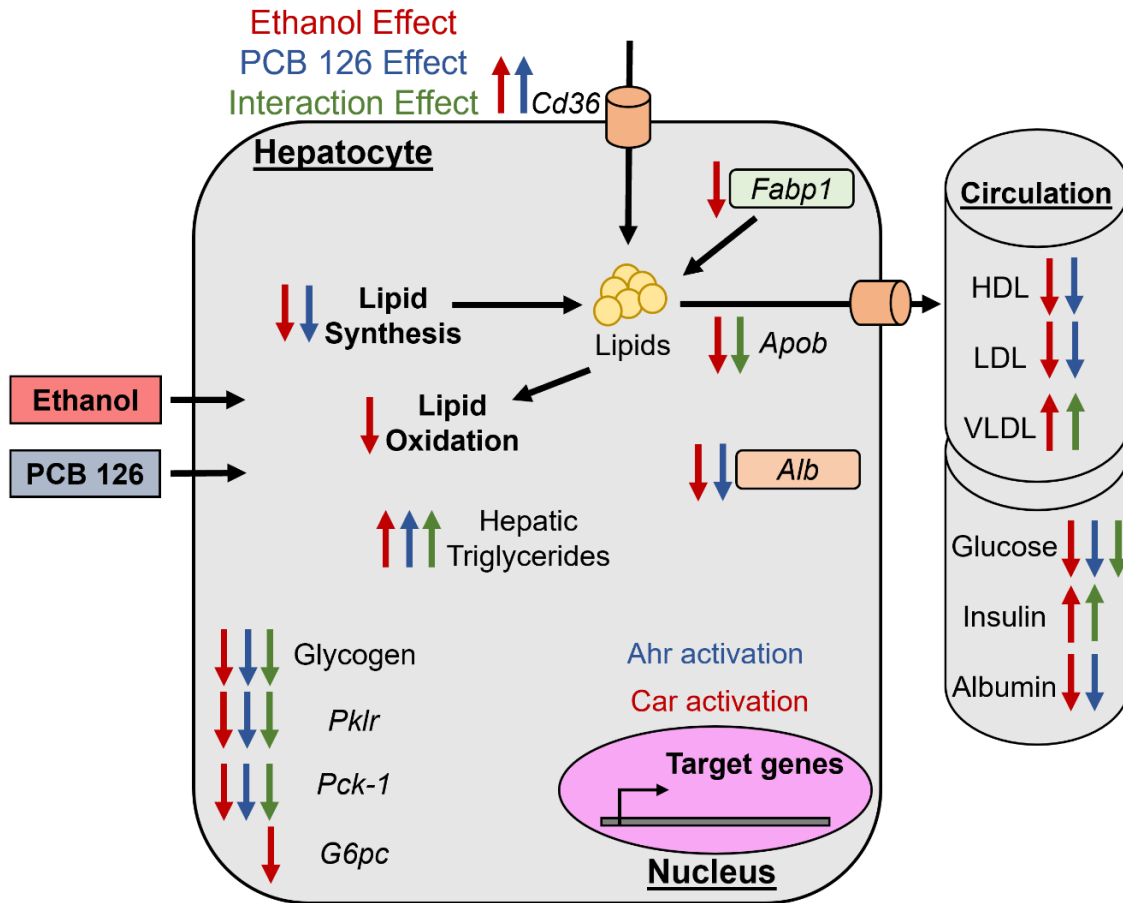 Ethanol Effect
PCB 126 Effect
Interaction Effect
Cd36
Hepatocyte
Fabp1
Circulation
HDL
LDL
VLDL
Lipid
Synthesis
Lipids
Apob
Ethanol
Lipid
Oxidation
PCB 126
Alb
Hepatic
Triglycerides
Glucose
Insulin
Albumin
Glycogen
Pklr
Pck-1
G6pc
Ahr activation
Car activation
Target genes
Nucleus